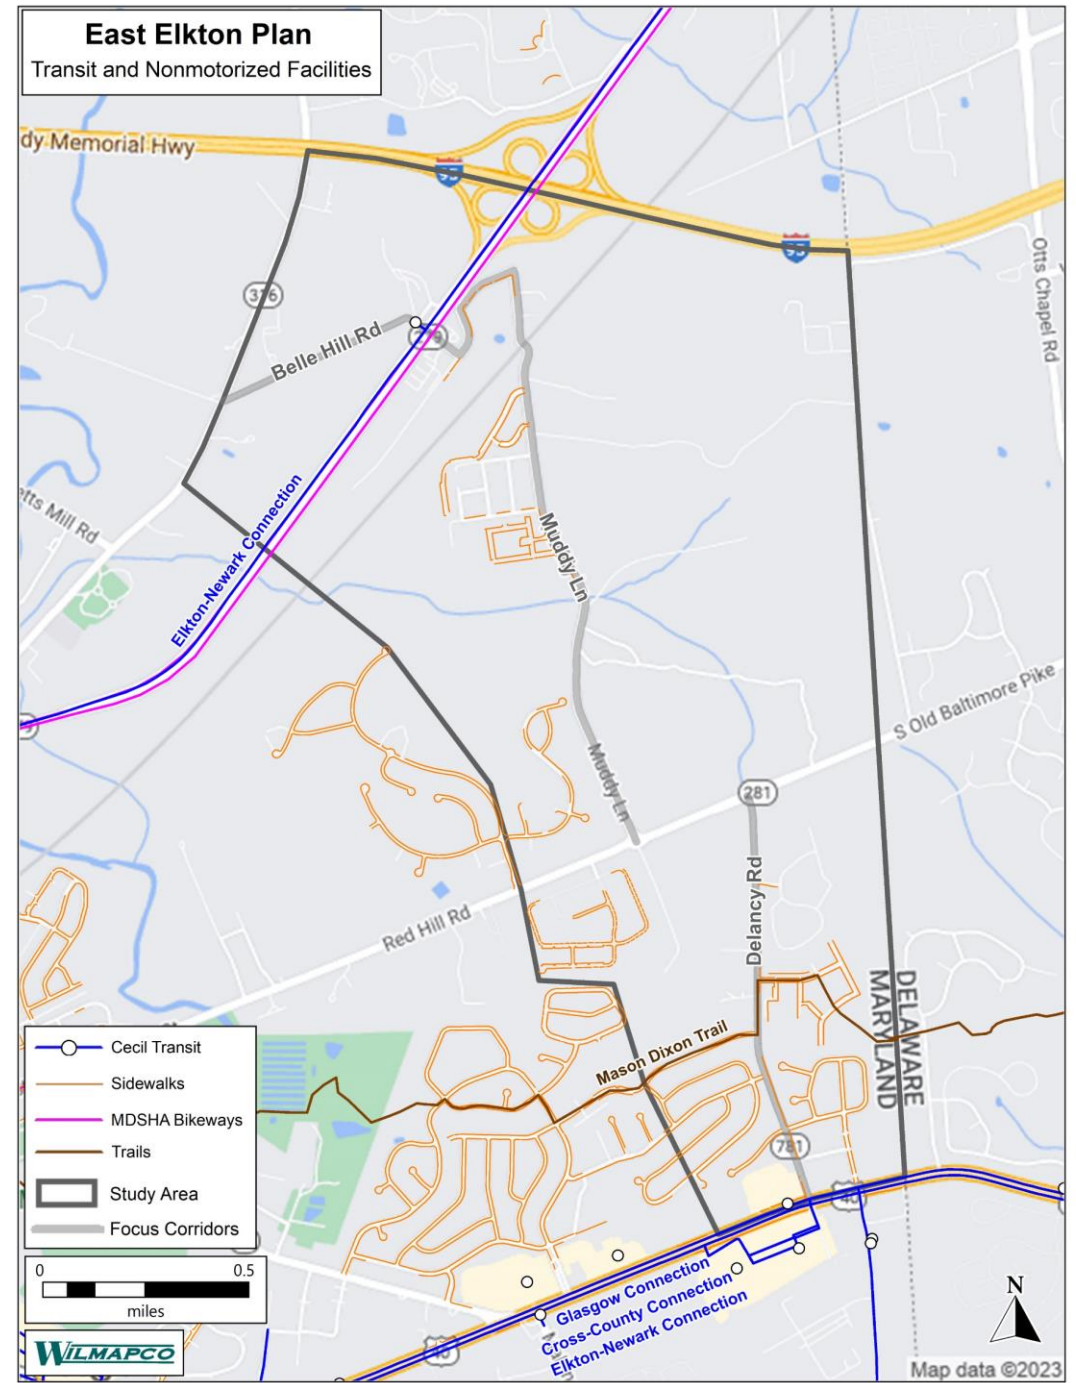 East Elkton Plan
Transit and Nonmotorized Facilities
dy Memorial Hwy
95
95
Otts Chapel Rd
316
279
Belle Hill Rd
etts Mill Rd
Elkton-Newark Connection
Muddy Ln
S Old Baltimore Pike
Muddy Ln
281
Delancy Rd
Red Hill Rd
DELAWARE
MARYLAND
Mason Dixon Trail
781
40
Glasgow Connection
Cross-County Connection
Elkton-Newark Connection
40
Cecil Transit
Sidewalks
MDSHA Bikeways
Trails
Study Area
Focus Corridors
0 0.5
miles
WILMAPCO
N
Map data ©2023